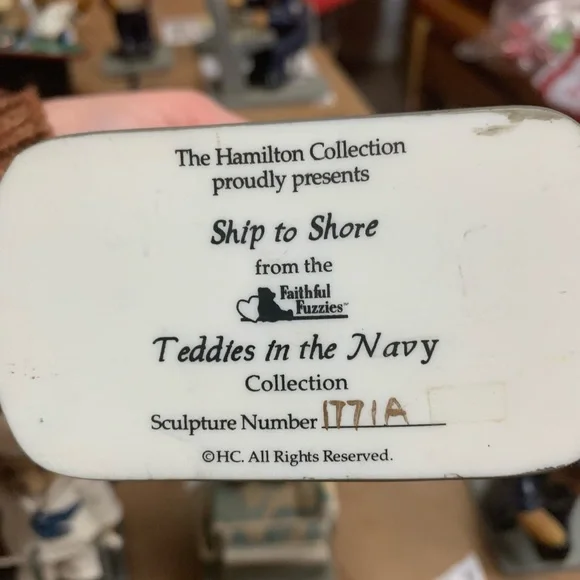 The Hamilton Collection
proudly presents
Ship to Shore
from the
Faithful
Fuzzies™
Teddies in the Navy
Collection
Sculpture Number 1771A
©HC. All Rights Reserved.